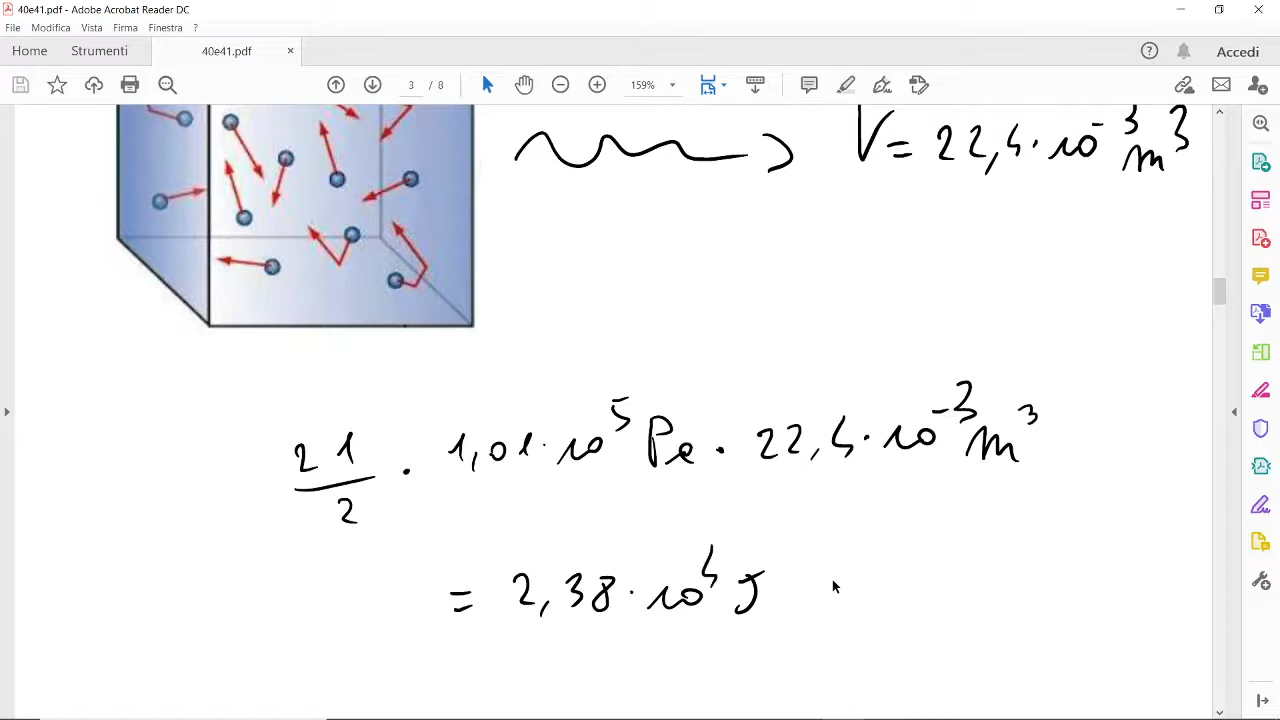 40e41.pdf - Adobe Acrobat Reader DC
File Modifica Vista Firma Finestra ?
Home Strumenti 40e41.pdf × Accedi
3 / 8 159%
V = 22,4 · 10⁻³ m³
21/2 · 1,01 · 10⁵ Pa · 22,4 · 10⁻³ m³
= 2,38 · 10⁴ J